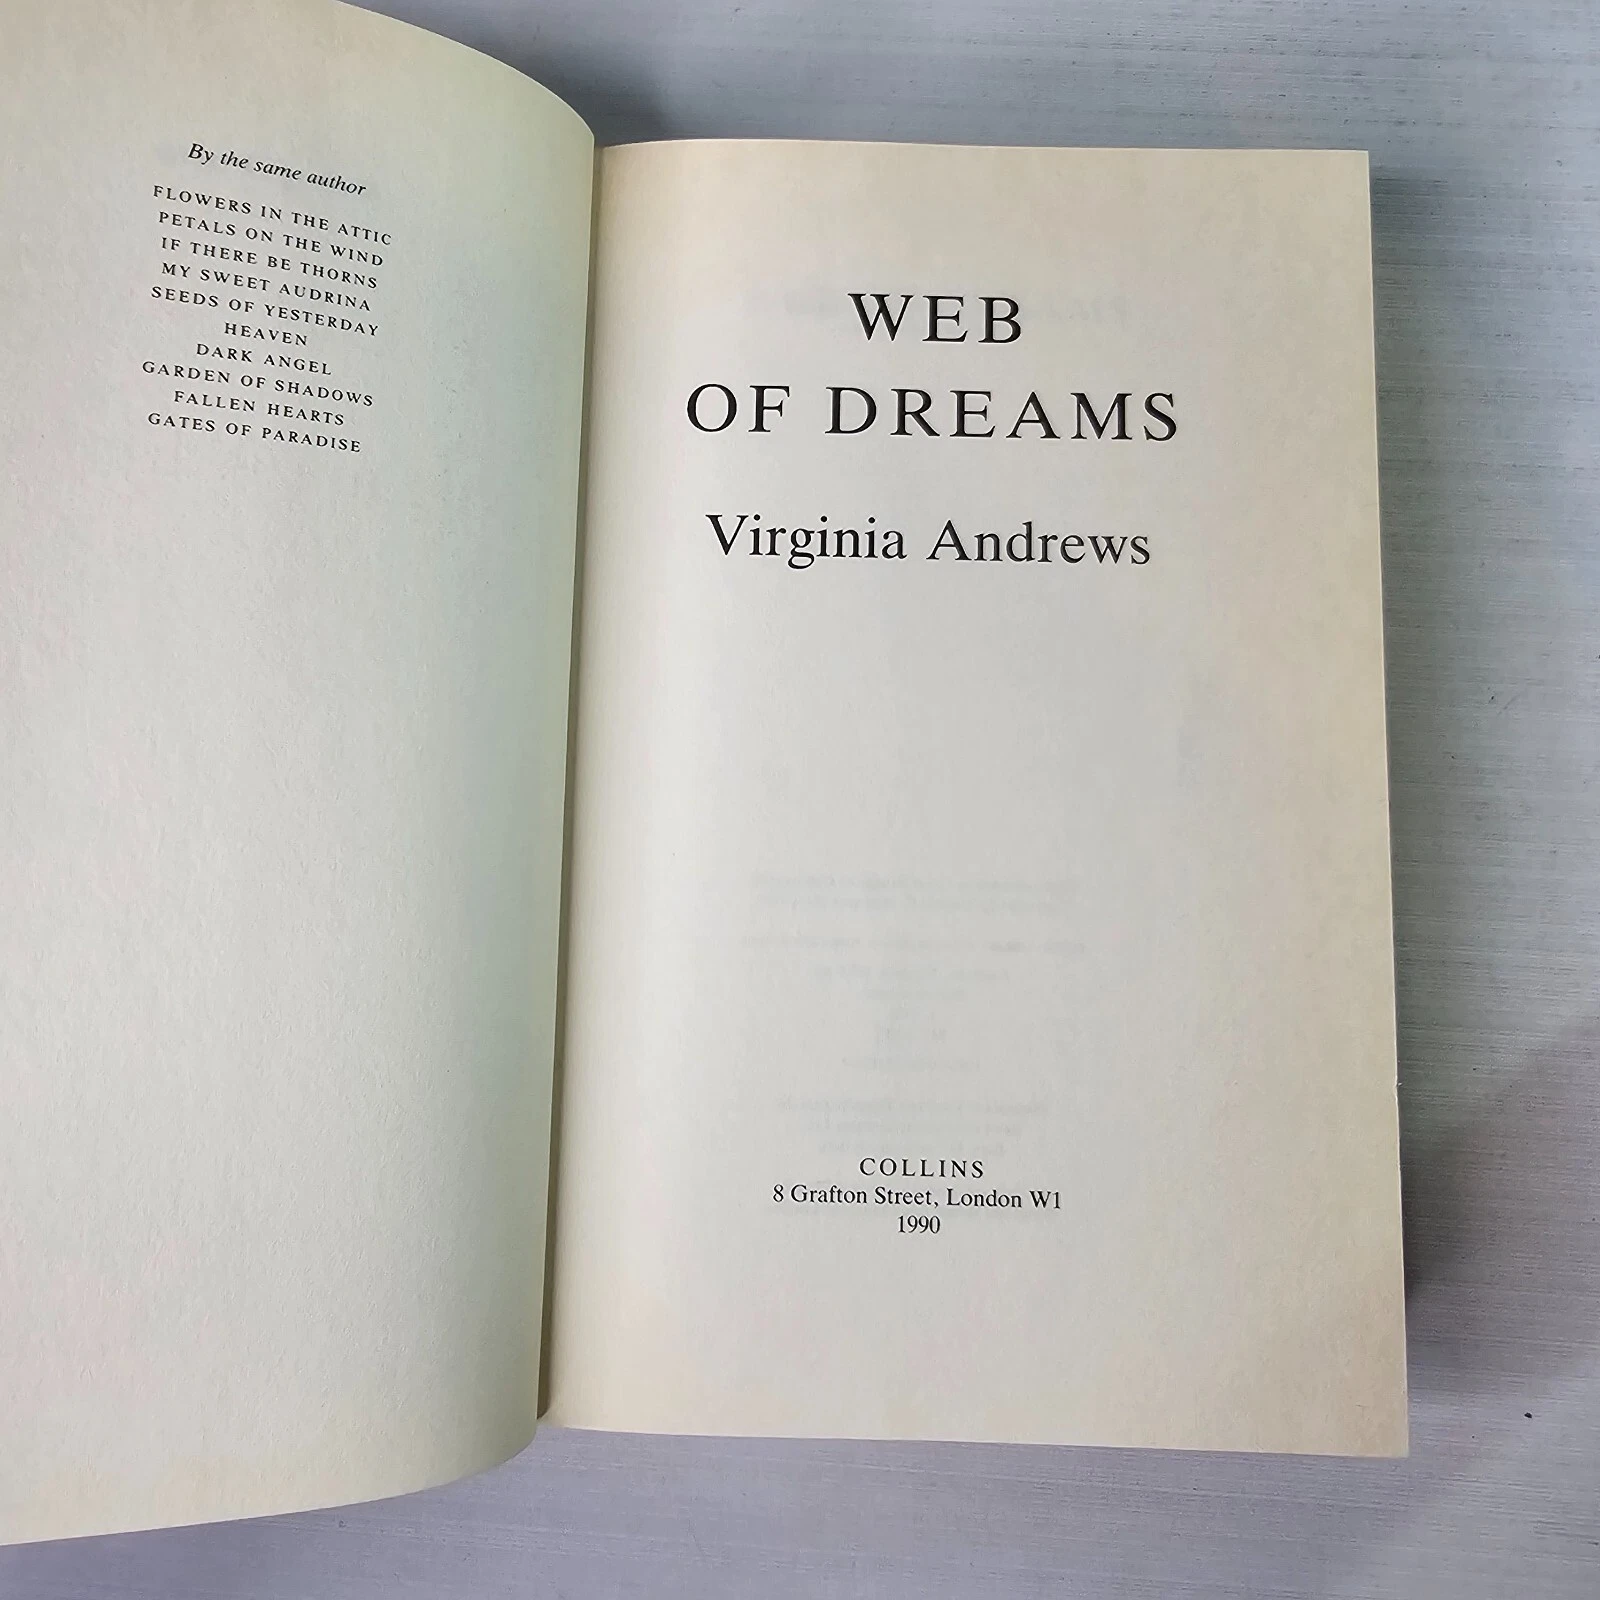 By the same author
FLOWERS IN THE ATTIC
PETALS ON THE WIND
IF THERE BE THORNS
MY SWEET AUDRINA
SEEDS OF YESTERDAY
HEAVEN
DARK ANGEL
GARDEN OF SHADOWS
FALLEN HEARTS
GATES OF PARADISE
WEB
OF DREAMS
Virginia Andrews
COLLINS
8 Grafton Street, London W1
1990